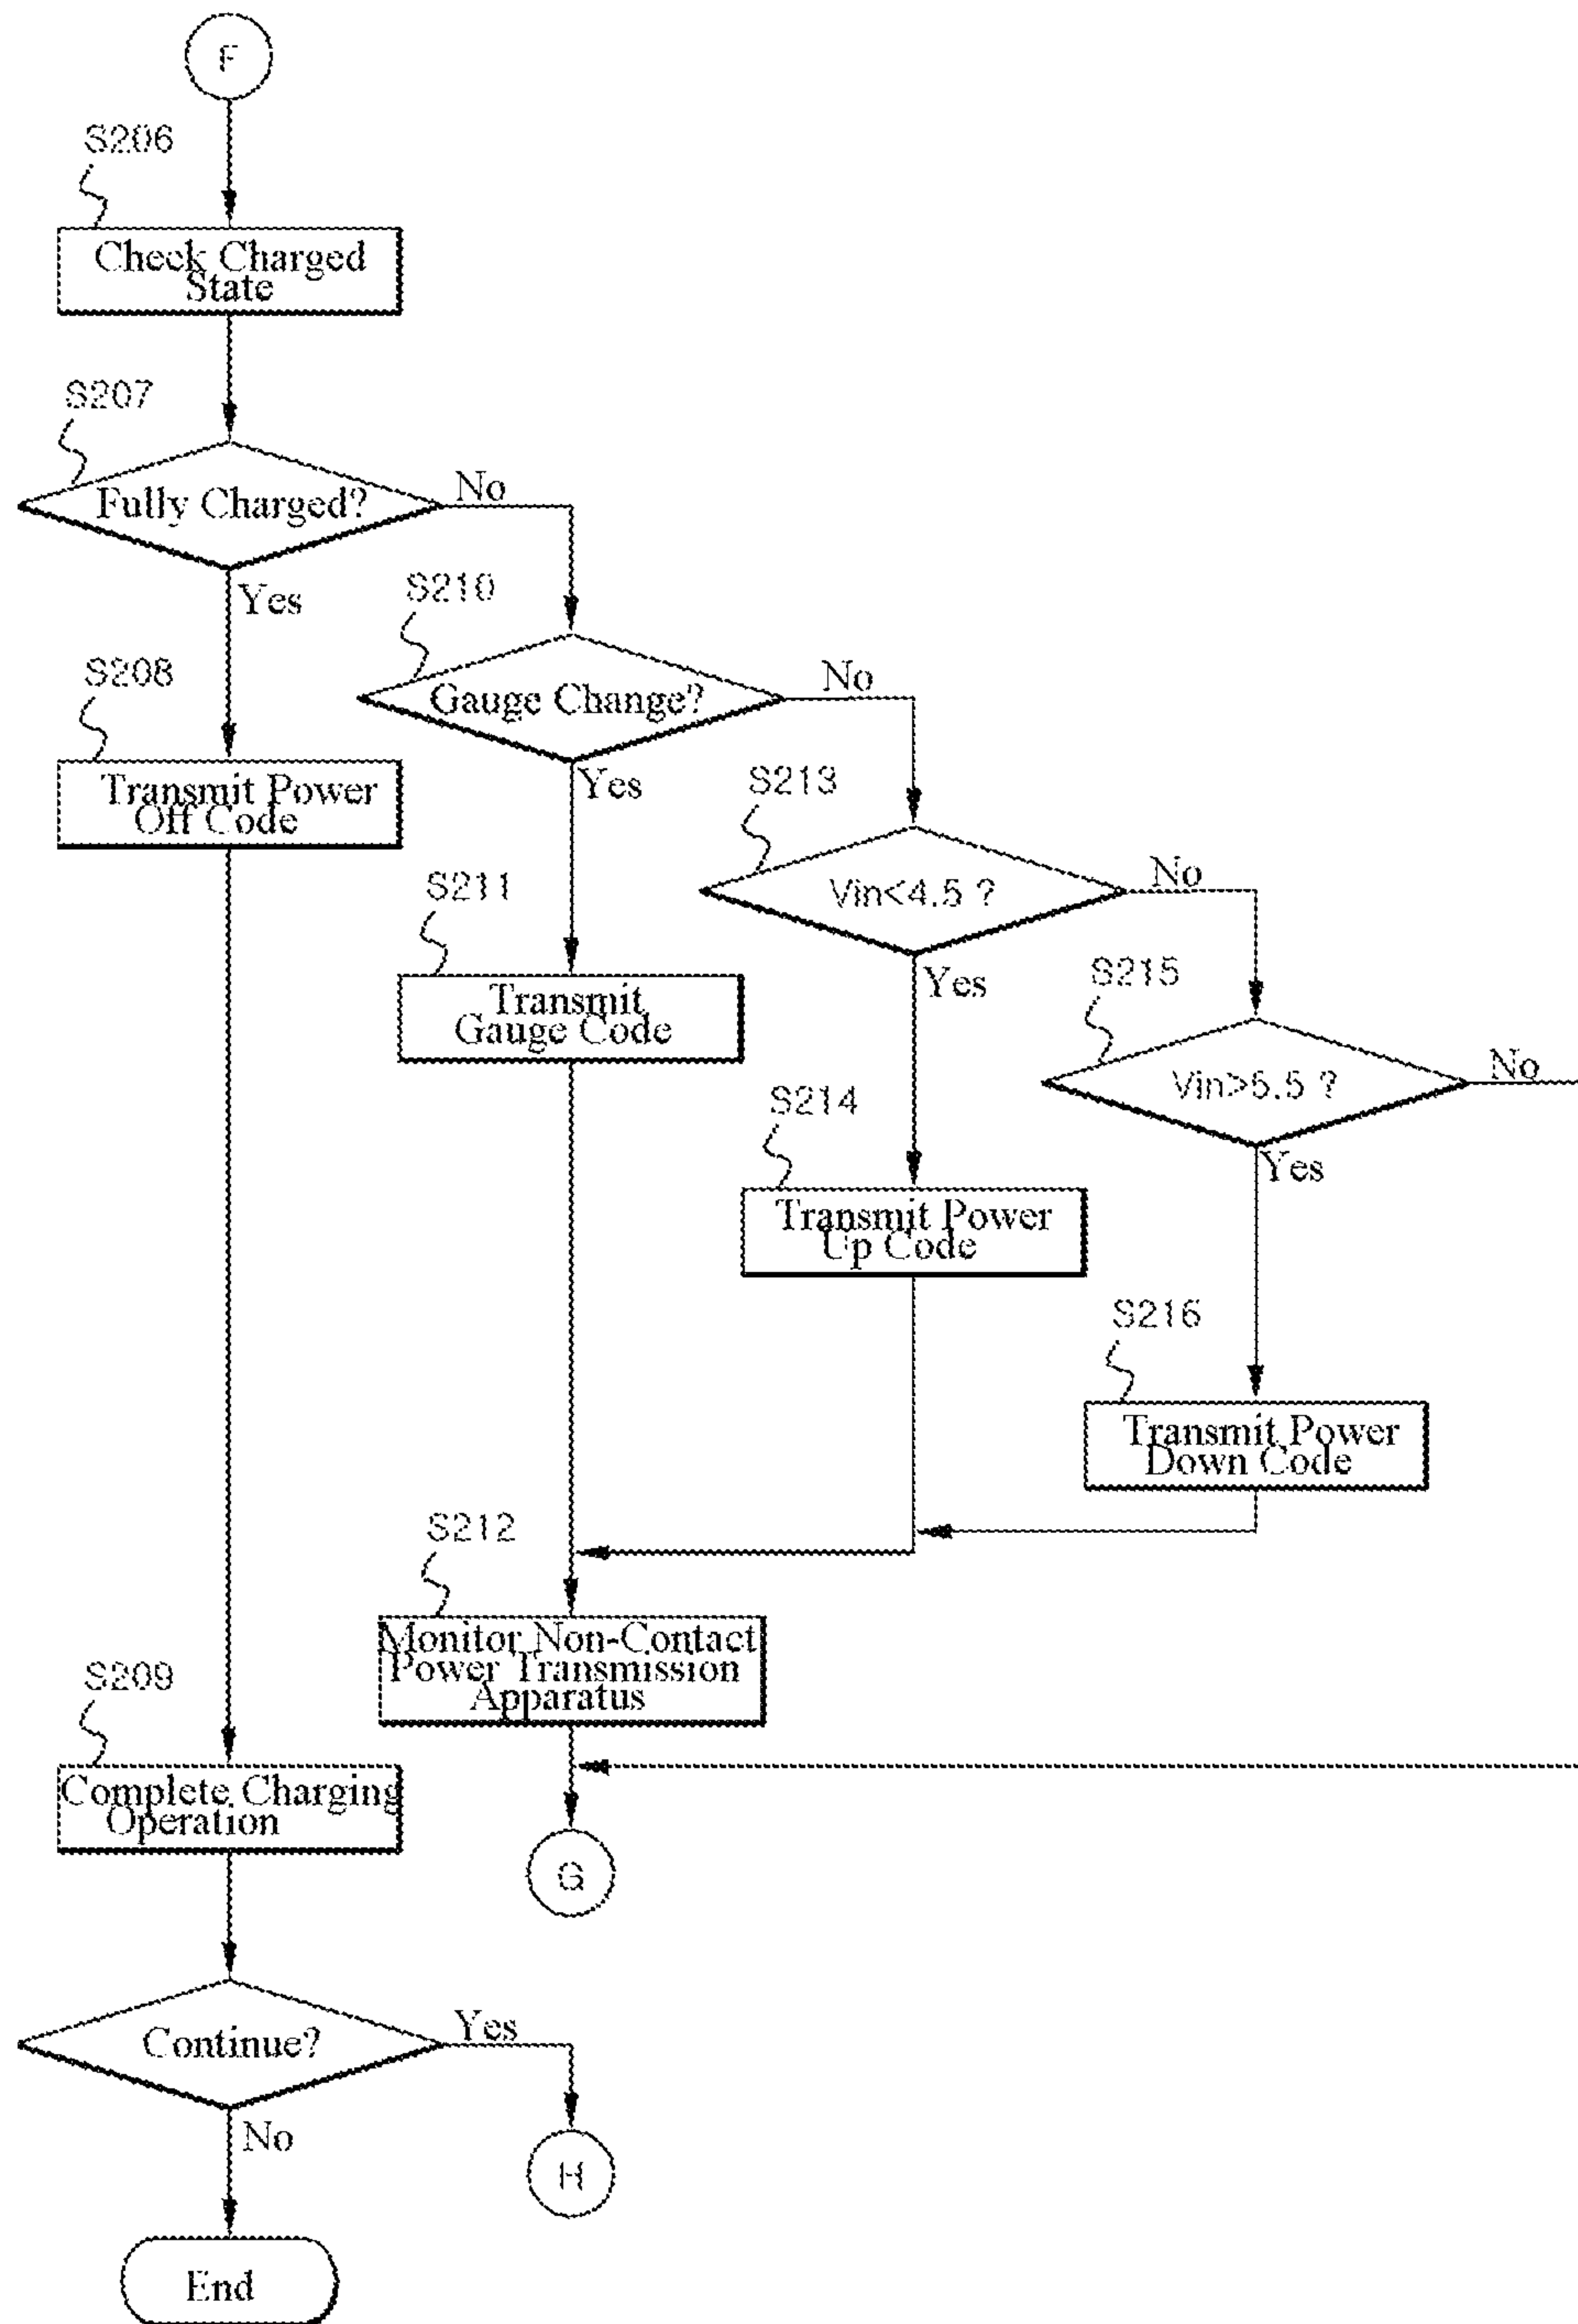 F
S206
Check Charged
State
S207
Fully Charged?
No
Yes
S210
Gauge Change?
No
Yes
S208
Transmit Power
Off Code
S213
Vin<4.5 ?
No
Yes
S211
Transmit
Gauge Code
S215
Vin>5.5 ?
No
Yes
S214
Transmit Power
Up Code
S216
Transmit Power
Down Code
S212
Monitor Non-Contact
Power Transmission
Apparatus
S209
Complete Charging
Operation
G
Continue?
Yes
No
H
End